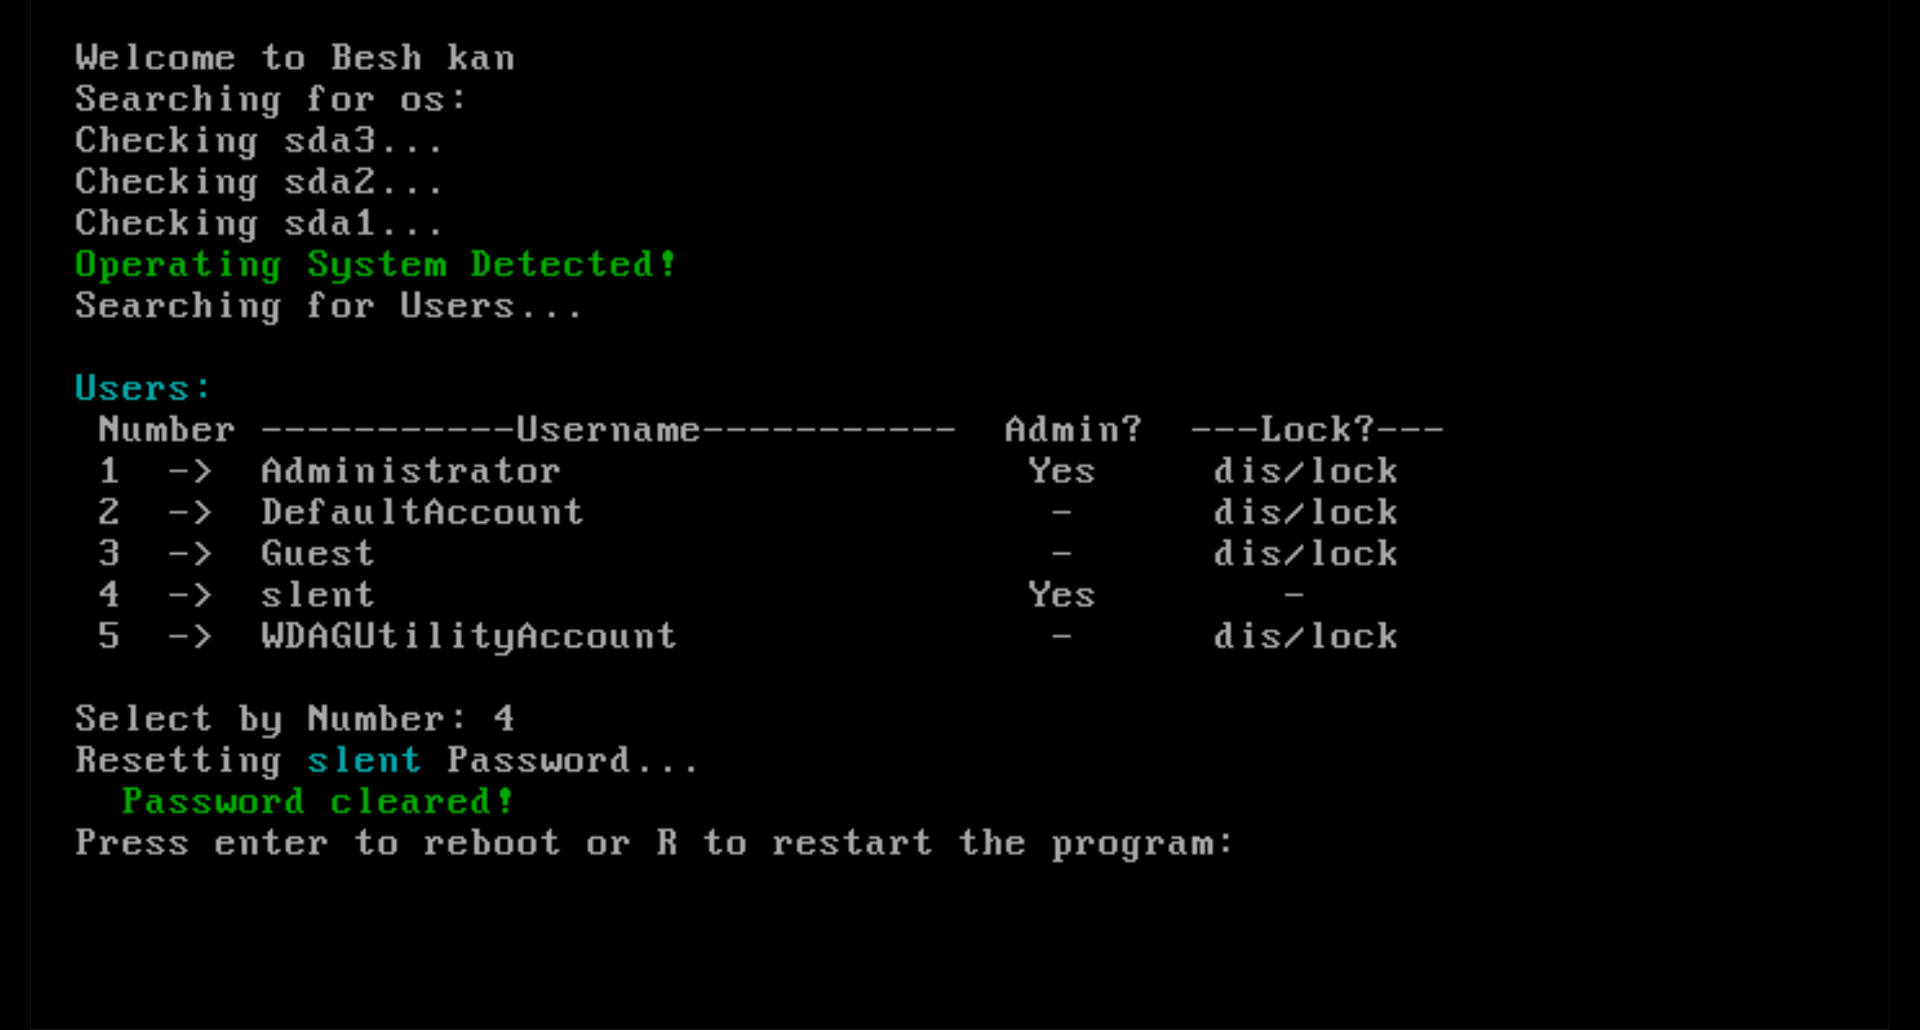 Welcome to Besh kan
Searching for os:
Checking sda3...
Checking sda2...
Checking sda1...
Operating System Detected!
Searching for Users...
Users:
Number -----------Username----------- Admin? ---Lock?---
1 -> Administrator Yes dis/lock
2 -> DefaultAccount - dis/lock
3 -> Guest - dis/lock
4 -> slent Yes -
5 -> WDAGUtilityAccount - dis/lock
Select by Number: 4
Resetting slent Password...
Password cleared!
Press enter to reboot or R to restart the program: